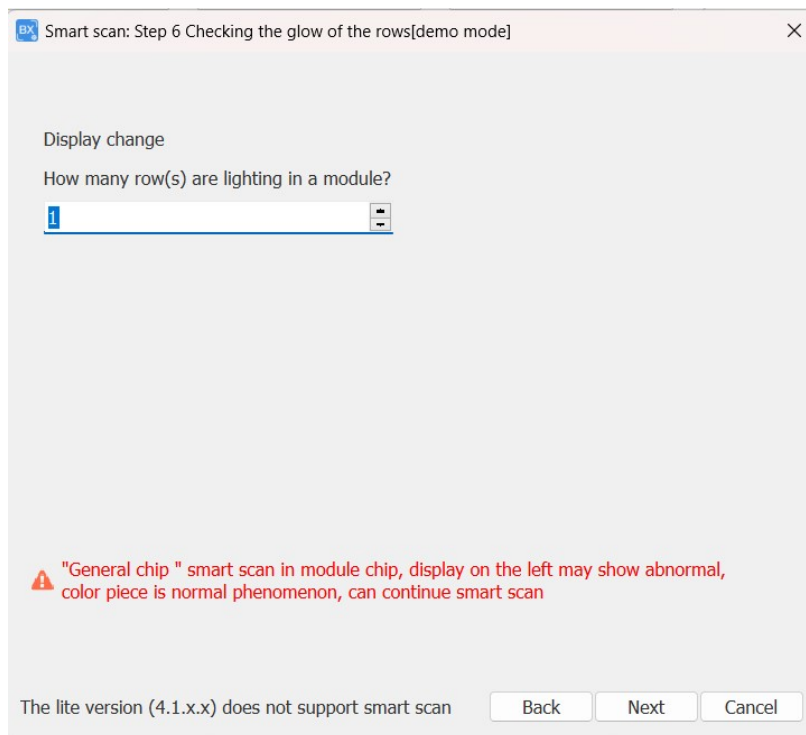 BX Smart scan: Step 6 Checking the glow of the rows[demo mode]
Display change
How many row(s) are lighting in a module?
1
"General chip " smart scan in module chip, display on the left may show abnormal,
color piece is normal phenomenon, can continue smart scan
The lite version (4.1.x.x) does not support smart scan Back Next Cancel